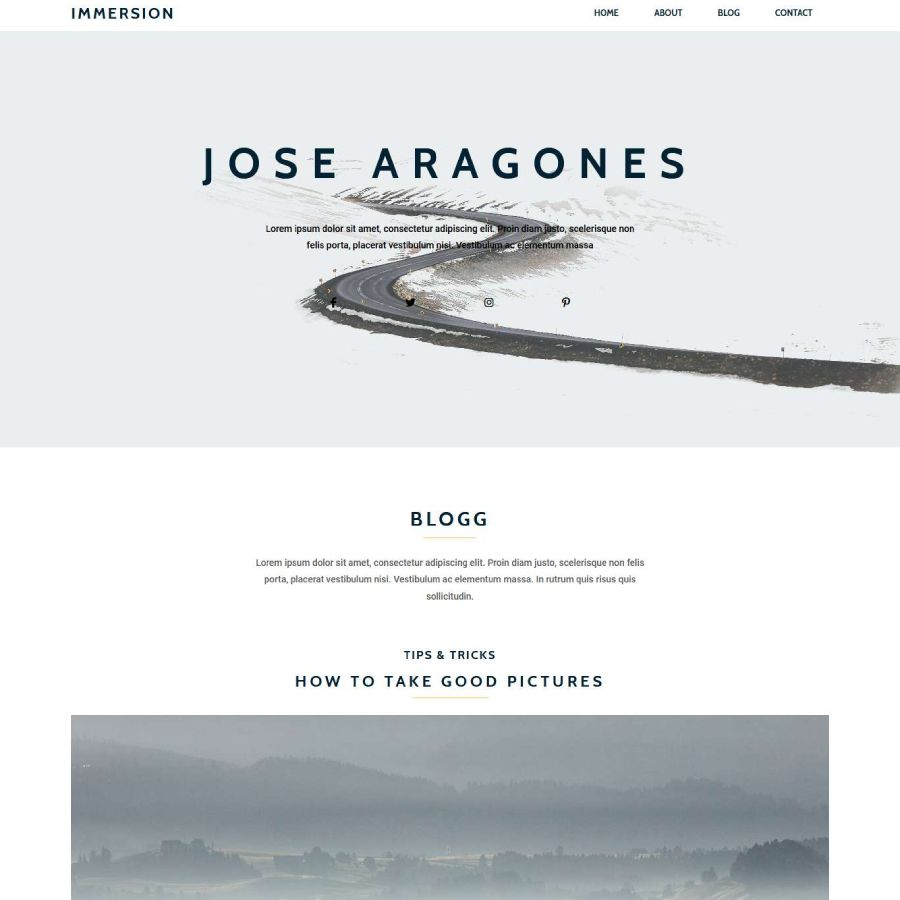 IMMERSION
HOME ABOUT BLOG CONTACT
JOSE ARAGONES
Lorem ipsum dolor sit amet, consectetur adipiscing elit. Proin diam justo, scelerisque non
felis porta, placerat vestibulum nisi. Vestibulum ac elementum massa
BLOGG
Lorem ipsum dolor sit amet, consectetur adipiscing elit. Proin diam justo, scelerisque non felis
porta, placerat vestibulum nisi. Vestibulum ac elementum massa. In rutrum quis risus quis
sollicitudin.
TIPS & TRICKS
HOW TO TAKE GOOD PICTURES